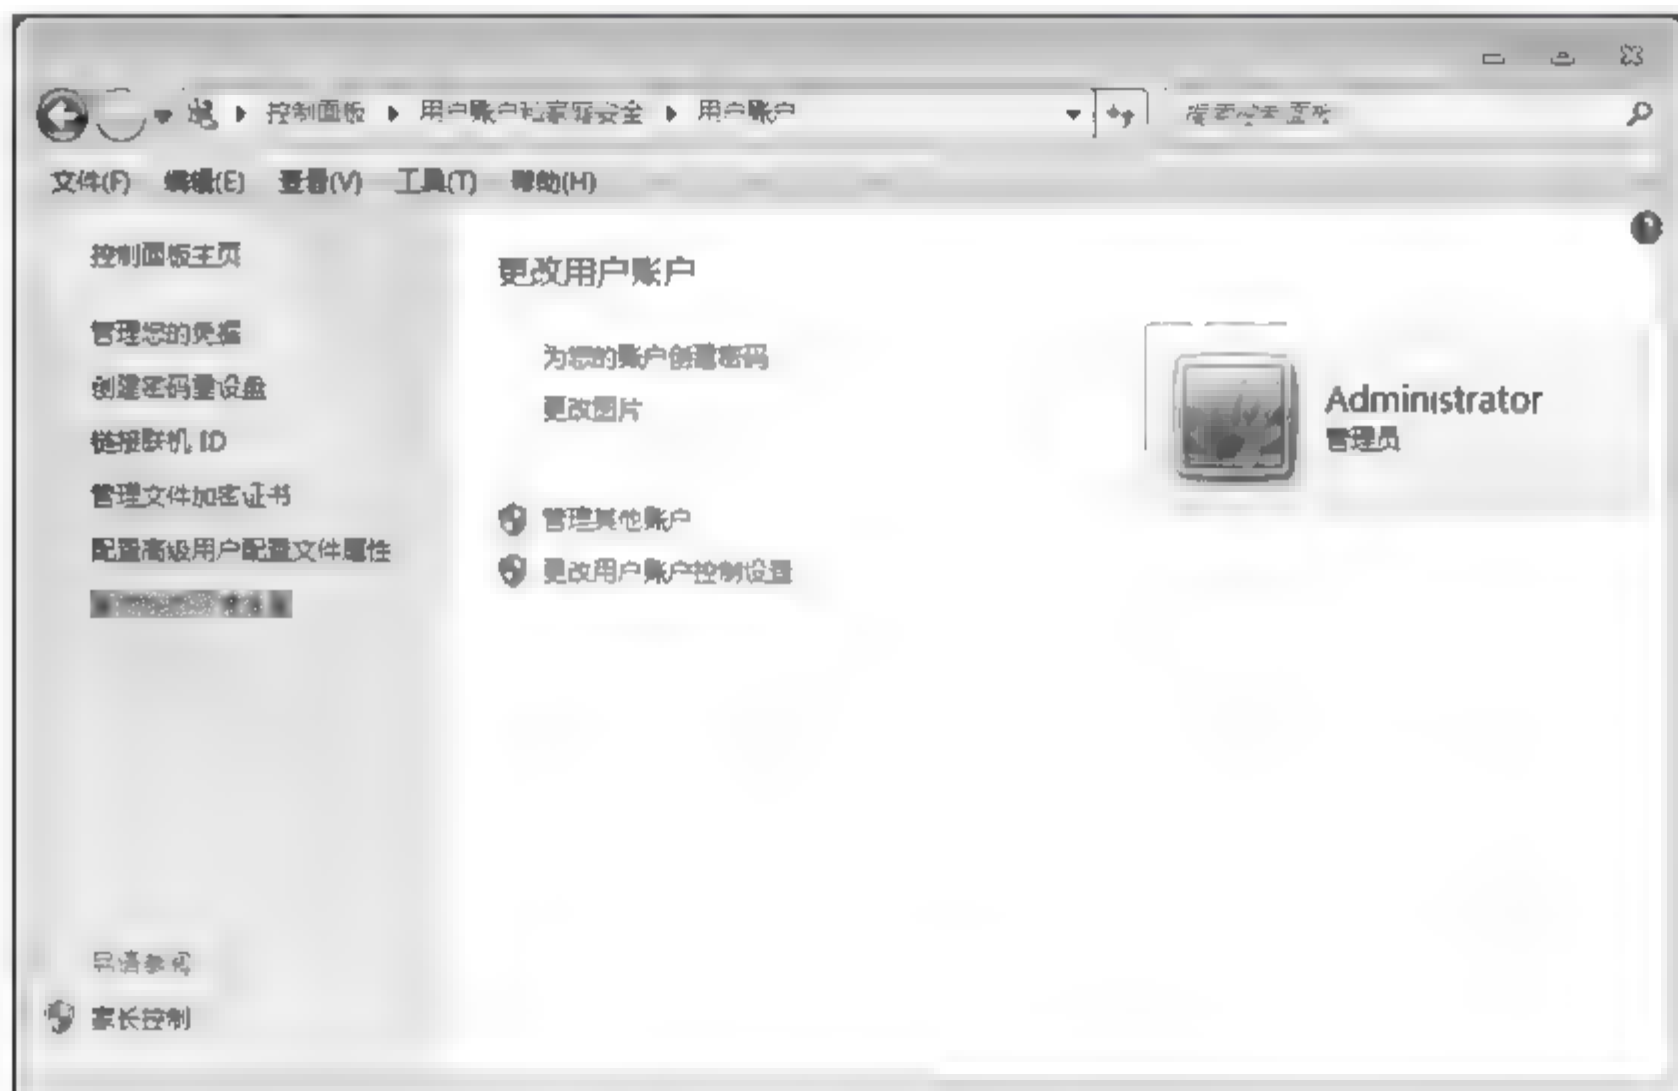 控制面板 ▶ 用户账户和家庭安全 ▶ 用户账户
文件(F) 编辑(E) 查看(V) 工具(T) 帮助(H)
控制面板主页
管理您的凭据
创建密码重设盘
链接联机 ID
管理文件加密证书
配置高级用户配置文件属性
更改用户账户
为您的账户创建密码
更改图片
管理其他账户
更改用户账户控制设置
Administrator
管理员
另请参阅
家长控制